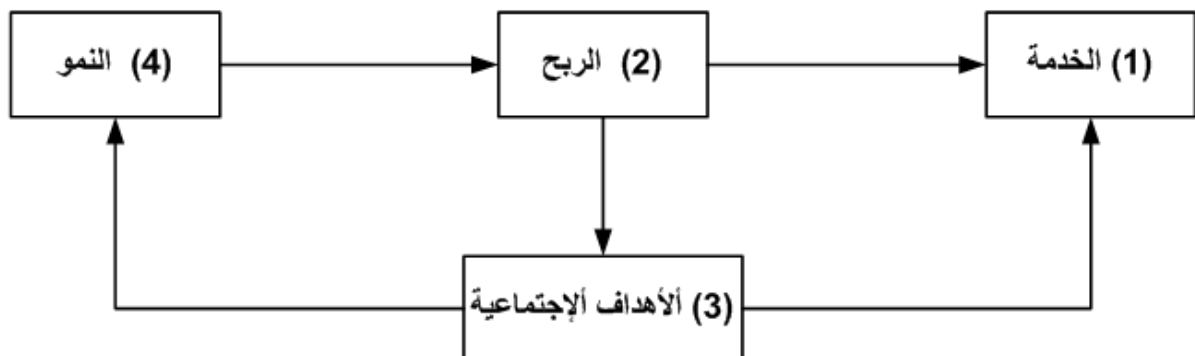 (1) الخدمة
(2) الربح
(4) النمو
(3) ألأهداف ألإجتماعية